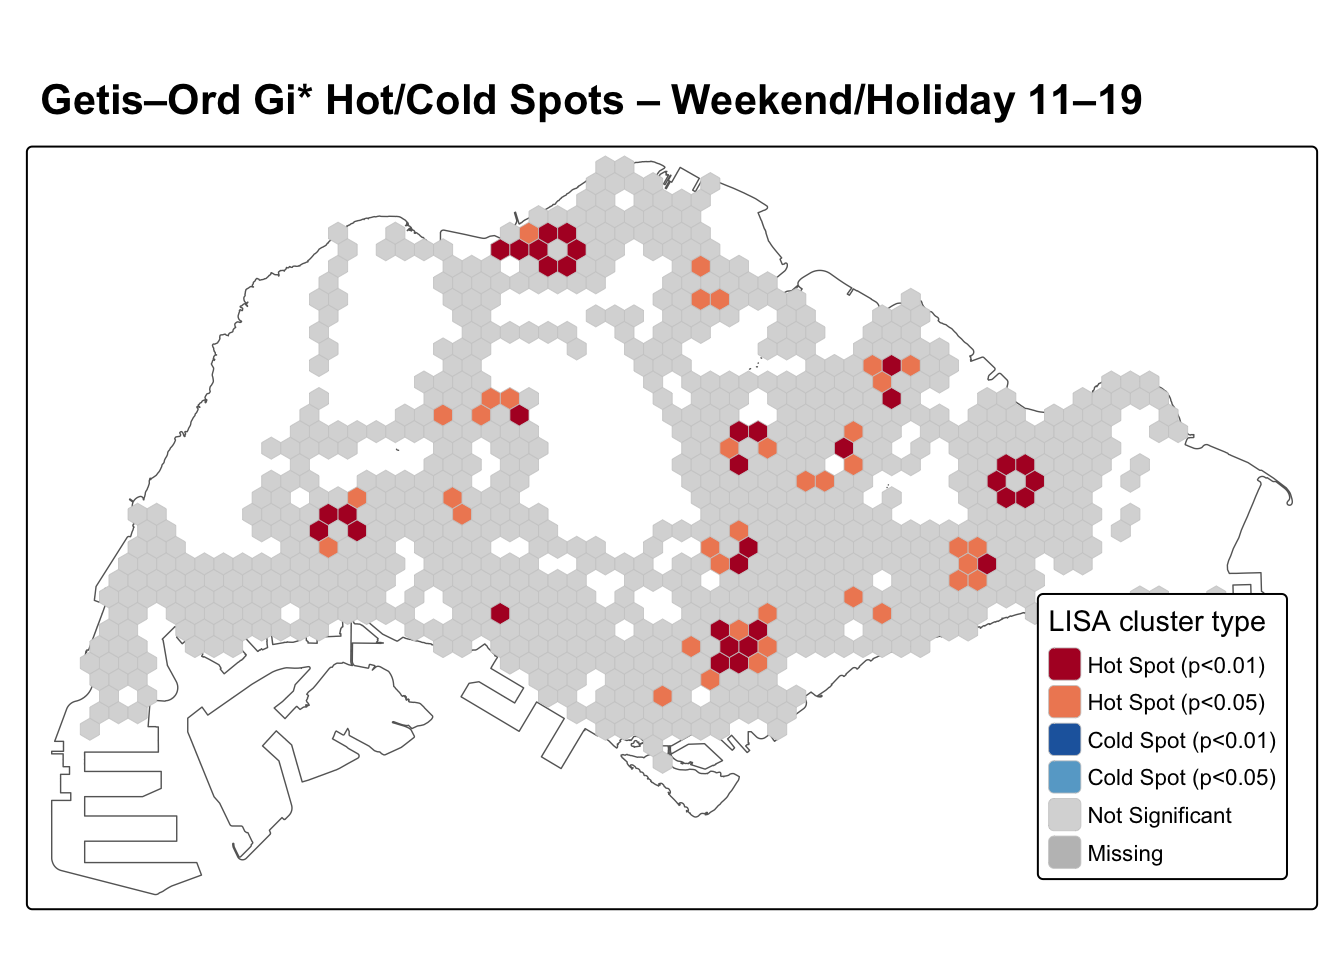 Getis–Ord Gi* Hot/Cold Spots – Weekend/Holiday 11–19
LISA cluster type
Hot Spot (p<0.01)
Hot Spot (p<0.05)
Cold Spot (p<0.01)
Cold Spot (p<0.05)
Not Significant
Missing